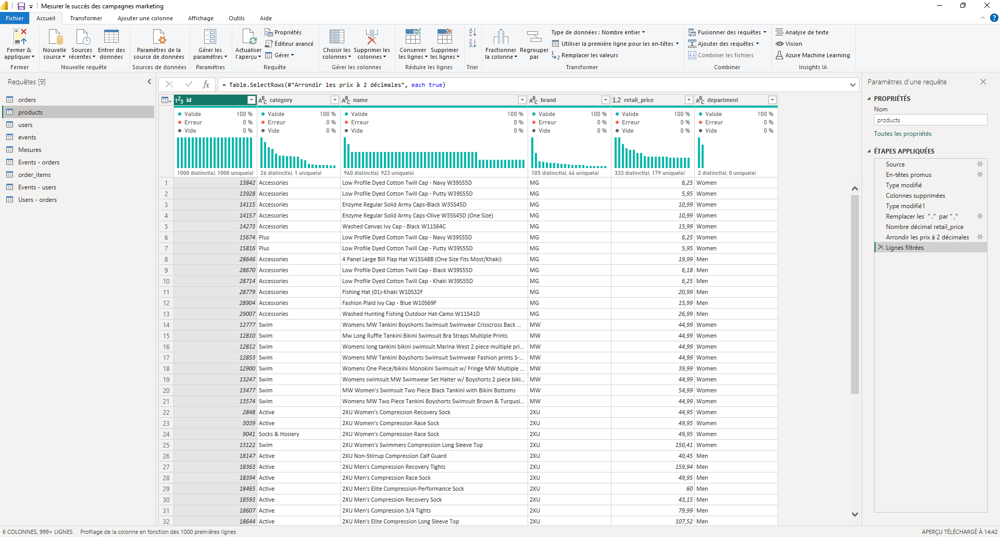 Mesurer le succès des campagnes marketing
Fichier Accueil Transformer Ajouter une colonne Affichage Outils Aide
Fermer & appliquer
Fermer
Nouvelle source
Sources récentes
Entrer des données
Nouvelle requête
Paramètres de la source de données
Sources de données
Gérer les paramètres
Paramètres
Actualiser l'aperçu
Propriétés
Éditeur avancé
Gérer
Requête
Choisir les colonnes
Supprimer les colonnes
Gérer les colonnes
Conserver les lignes
Supprimer les lignes
Réduire les lignes
Trier
Fractionner la colonne
Regrouper par
Type de données : Nombre entier
Utiliser la première ligne pour les en-têtes
Remplacer les valeurs
Transformer
Fusionner des requêtes
Ajouter des requêtes
Combiner les fichiers
Combiner
Analyse de texte
Vision
Azure Machine Learning
Insights IA
Requêtes [9]
orders
products
users
events
Mesures
Events - orders
order_items
Events - users
Users - orders
fx = Table.SelectRows(#"Arrondir les prix à 2 décimales", each true)
id category name brand retail_price department
Valide 100 % Valide 100 % Valide 100 % Valide 100 % Valide 100 % Valide 100 %
Erreur 0 % Erreur 0 % Erreur 0 % Erreur 0 % Erreur 0 % Erreur 0 %
Vide 0 % Vide 0 % Vide 0 % Vide 0 % Vide 0 % Vide 0 %
1000 distinct(s), 1000 unique(s) 26 distinct(s), 1 unique(s) 960 distinct(s), 923 unique(s) 105 distinct(s), 44 unique(s) 333 distinct(s), 179 unique(s) 2 distinct(s), 0 unique(s)
1 13842 Accessories Low Profile Dyed Cotton Twill Cap - Navy W39S55D MG 6,25 Women
2 13928 Accessories Low Profile Dyed Cotton Twill Cap - Putty W39S55D MG 5,95 Women
3 14115 Accessories Enzyme Regular Solid Army Caps-Black W35S45D MG 10,99 Women
4 14157 Accessories Enzyme Regular Solid Army Caps-Olive W35S45D (One Size) MG 10,99 Women
5 14273 Accessories Washed Canvas Ivy Cap - Black W11S64C MG 15,99 Women
6 15674 Plus Low Profile Dyed Cotton Twill Cap - Navy W39S55D MG 6,25 Women
7 15816 Plus Low Profile Dyed Cotton Twill Cap - Putty W39S55D MG 5,95 Women
8 28646 Accessories 4 Panel Large Bill Flap Hat W15S48B (One Size Fits Most/Khaki) MG 19,99 Men
9 28670 Accessories Low Profile Dyed Cotton Twill Cap - Black W39S55D MG 6,18 Men
10 28714 Accessories Low Profile Dyed Cotton Twill Cap - Khaki W39S55D MG 6,25 Men
11 28779 Accessories Fishing Hat (01)-Khaki W10S32F MG 20,99 Men
12 28904 Accessories Fashion Plaid Ivy Cap - Blue W10S69F MG 15,99 Men
13 29007 Accessories Washed Hunting Fishing Outdoor Hat-Camo W11S41D MG 26,99 Men
14 12777 Swim Womens MW Tankini Boyshorts Swimsuit Swimwear Crisscross Back ... MW 44,99 Women
15 12810 Swim Mw Long Ruffle Tankini Bikini Swimsuit Bra Straps Multiple Prints MW 44,99 Women
16 12812 Swim Womens long tankini bikini swimsuit Marina West 2 piece multiple pri... MW 44,99 Women
17 12853 Swim Womens MW Tankini Boyshorts Swimsuit Swimwear Fashion prints S-... MW 44,99 Women
18 12900 Swim Womens One Piece/bikini Monokini Swimsuit w/ Fringe MW Multiple ... MW 39,99 Women
19 13247 Swim Womens swimsuit MW Swimwear Set Halter w/ Boyshorts 2 piece biki... MW 44,99 Women
20 13477 Swim MW Women's Swimsuit Two Piece Black Tankini with Bikini Bottoms MW 54,99 Women
21 13574 Swim Womens MW Two Piece Tankini Boyshorts Swimsuit Brown & Turquoi... MW 44,99 Women
22 2848 Active 2XU Women's Compression Recovery Sock 2XU 44,95 Women
23 3039 Active 2XU Women's Compression Race Sock 2XU 49,95 Women
24 9041 Socks & Hosiery 2XU Women's Compression Race Sock 2XU 49,95 Women
25 13122 Swim 2XU Women's Swimmers Compression Long Sleeve Top 2XU 150,41 Women
26 18147 Active 2XU Non-Stirrup Compression Calf Guard 2XU 40,45 Men
27 18363 Active 2XU Men's Compression Recovery Tights 2XU 159,94 Men
28 18394 Active 2XU Men's Compression Race Sock 2XU 49,95 Men
29 18465 Active 2XU Men's Elite Compression Performance Sock 2XU 60 Men
30 18593 Active 2XU Men's Compression Recovery Sock 2XU 43,15 Men
31 18607 Active 2XU Men's Compression 3/4 Tights 2XU 79,99 Men
32 18644 Active 2XU Men's Elite Compression Long Sleeve Top 2XU 107,52 Men
Paramètres d'une requête
PROPRIÉTÉS
Nom
products
Toutes les propriétés
ÉTAPES APPLIQUÉES
Source
En-têtes promus
Type modifié
Colonnes supprimées
Type modifié1
Remplacer les "." par ","
Nombre décimal retail_price
Arrondir les prix à 2 décimales
Lignes filtrées
6 COLONNES, 999+ LIGNES Profilage de la colonne en fonction des 1000 premières lignes APERÇU TÉLÉCHARGÉ À 14:42